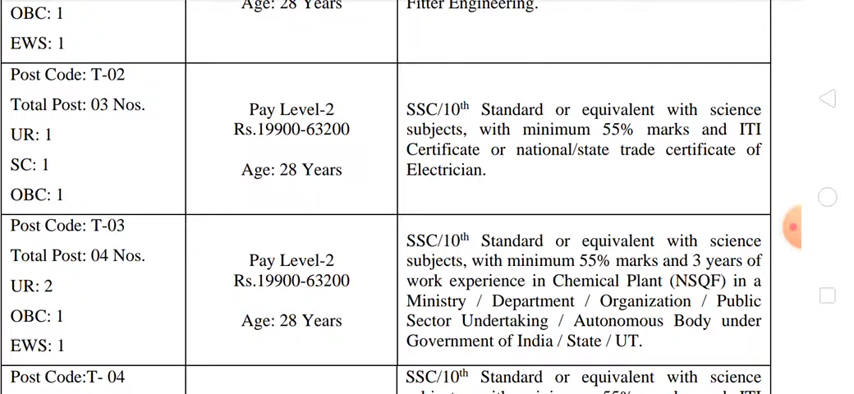 OBC: 1
EWS: 1
Age: 28 Years
Fitter Engineering.
Post Code: T-02
Total Post: 03 Nos.
UR: 1
SC: 1
OBC: 1
Pay Level-2
Rs.19900-63200
Age: 28 Years
SSC/10th Standard or equivalent with science
subjects, with minimum 55% marks and ITI
Certificate or national/state trade certificate of
Electrician.
Post Code: T-03
Total Post: 04 Nos.
UR: 2
OBC: 1
EWS: 1
Pay Level-2
Rs.19900-63200
Age: 28 Years
SSC/10th Standard or equivalent with science
subjects, with minimum 55% marks and 3 years of
work experience in Chemical Plant (NSQF) in a
Ministry / Department / Organization / Public
Sector Undertaking / Autonomous Body under
Government of India / State / UT.
Post Code:T- 04
SSC/10th Standard or equivalent with science